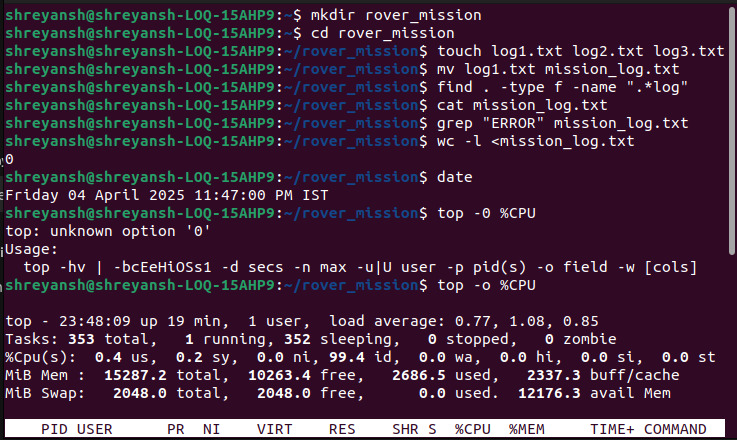 shreyansh@shreyansh-LOQ-15AHP9:~$ mkdir rover_mission
shreyansh@shreyansh-LOQ-15AHP9:~$ cd rover_mission
shreyansh@shreyansh-LOQ-15AHP9:~/rover_mission$ touch log1.txt log2.txt log3.txt
shreyansh@shreyansh-LOQ-15AHP9:~/rover_mission$ mv log1.txt mission_log.txt
shreyansh@shreyansh-LOQ-15AHP9:~/rover_mission$ find . -type f -name ".*log"
shreyansh@shreyansh-LOQ-15AHP9:~/rover_mission$ cat mission_log.txt
shreyansh@shreyansh-LOQ-15AHP9:~/rover_mission$ grep "ERROR" mission_log.txt
shreyansh@shreyansh-LOQ-15AHP9:~/rover_mission$ wc -l <mission_log.txt
0
shreyansh@shreyansh-LOQ-15AHP9:~/rover_mission$ date
Friday 04 April 2025 11:47:00 PM IST
shreyansh@shreyansh-LOQ-15AHP9:~/rover_mission$ top -0 %CPU
top: unknown option '0'
Usage:
  top -hv | -bcEeHiOSs1 -d secs -n max -u|U user -p pid(s) -o field -w [cols]
shreyansh@shreyansh-LOQ-15AHP9:~/rover_mission$ top -o %CPU
top - 23:48:09 up 19 min,  1 user,  load average: 0.77, 1.08, 0.85
Tasks: 353 total,   1 running, 352 sleeping,   0 stopped,   0 zombie
%Cpu(s):  0.4 us,  0.2 sy,  0.0 ni, 99.4 id,  0.0 wa,  0.0 hi,  0.0 si,  0.0 st
MiB Mem :  15287.2 total,  10263.4 free,   2686.5 used,   2337.3 buff/cache
MiB Swap:   2048.0 total,   2048.0 free,      0.0 used.  12176.3 avail Mem
    PID USER      PR  NI    VIRT    RES    SHR S  %CPU  %MEM     TIME+ COMMAND